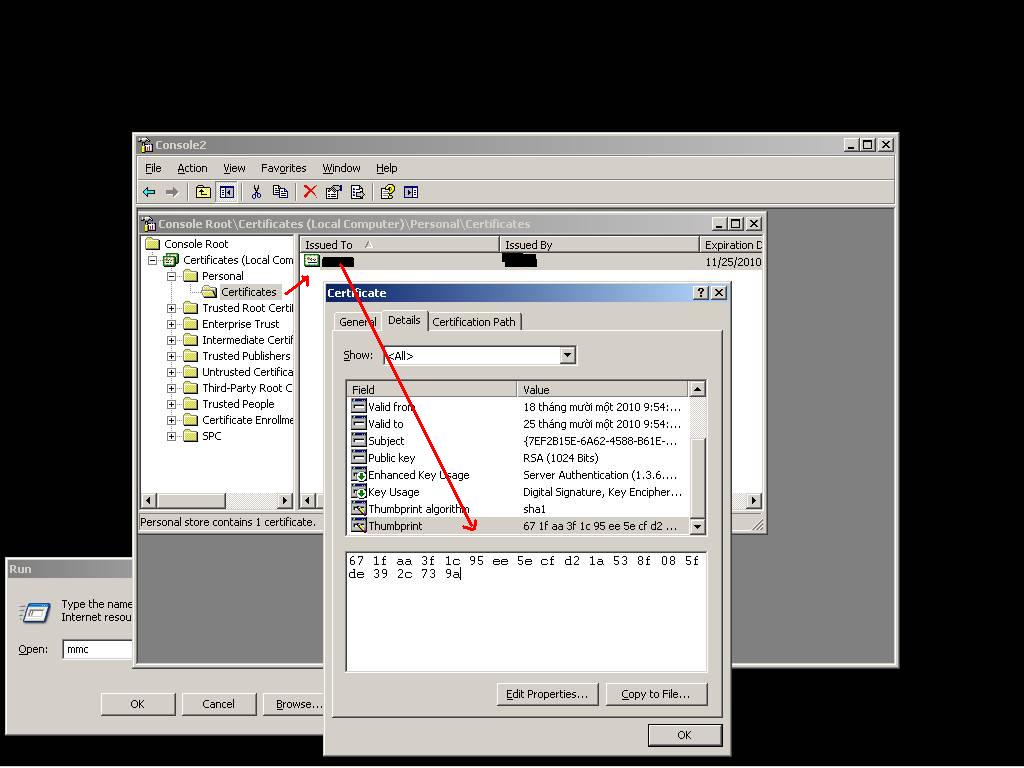 Console2
File Action View Favorites Window Help
Console Root\Certificates (Local Computer)\Personal\Certificates
Console Root
Certificates (Local Com
Personal
Certificates
Trusted Root Certif
Enterprise Trust
Intermediate Certif
Trusted Publishers
Untrusted Certifica
Third-Party Root C
Trusted People
Certificate Enrollme
SPC
Issued To Issued By Expiration D
11/25/2010
Personal store contains 1 certificate.
Certificate
General Details Certification Path
Show: <All>
Field Value
Valid from 18 tháng mười một 2010 9:54:...
Valid to 25 tháng mười một 2010 9:54:...
Subject {7EF2B15E-6A62-4588-B61E-...
Public key RSA (1024 Bits)
Enhanced Key Usage Server Authentication (1.3.6....
Key Usage Digital Signature, Key Encipher...
Thumbprint algorithm sha1
Thumbprint 67 1f aa 3f 1c 95 ee 5e cf d2 ...
67 1f aa 3f 1c 95 ee 5e cf d2 1a 53 8f 08 5f
de 39 2c 73 9a
Edit Properties... Copy to File...
OK
Run
Type the name
Internet resou
Open: mmc
OK Cancel Browse...